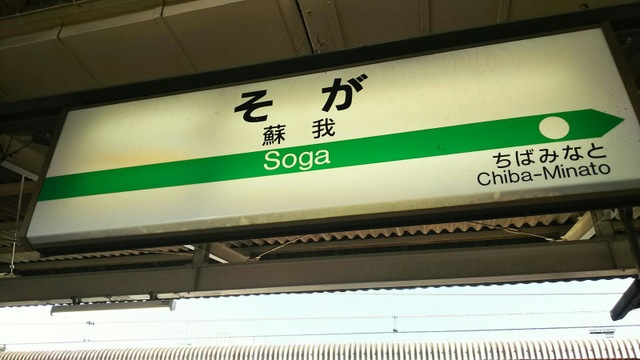 そが
蘇我
Soga
ちばみなと
Chiba-Minato